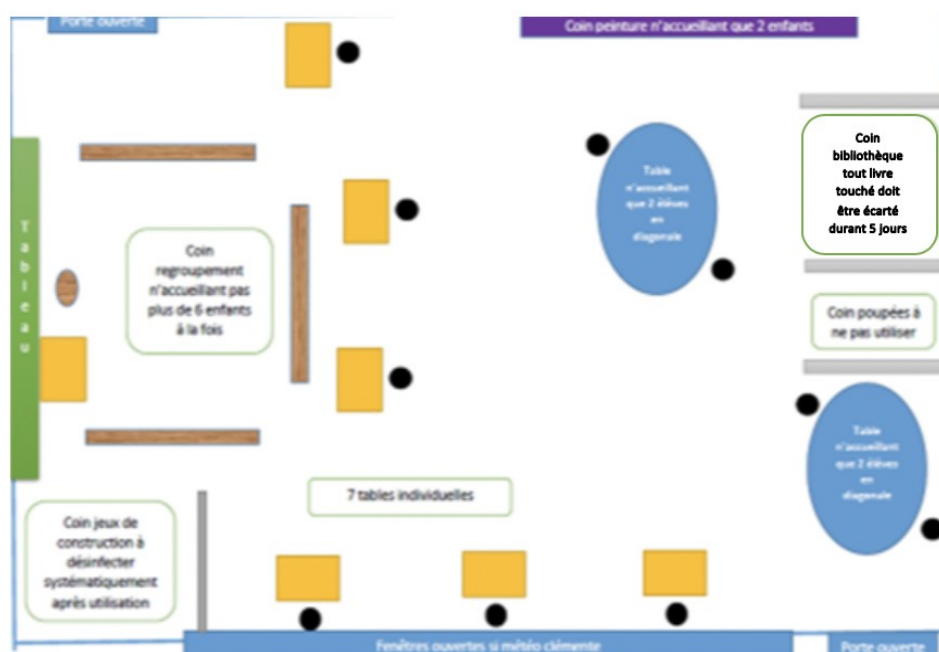 Porte ouverte
Coin peinture n'accueillant que 2 enfants
Tableau
Coin
regroupement
n'accueillant pas
plus de 6 enfants
à la fois
Table
n'accueillant
que 2 élèves
en
diagonale
Coin
bibliothèque
tout livre
touché doit
être écarté
durant 5 jours
Coin poupées à
ne pas utiliser
Table
n'accueillant
que 2 élèves
en
diagonale
7 tables individuelles
Coin jeux de
construction à
désinfecter
systématiquement
après utilisation
Fenêtres ouvertes si météo clémente
Porte ouverte